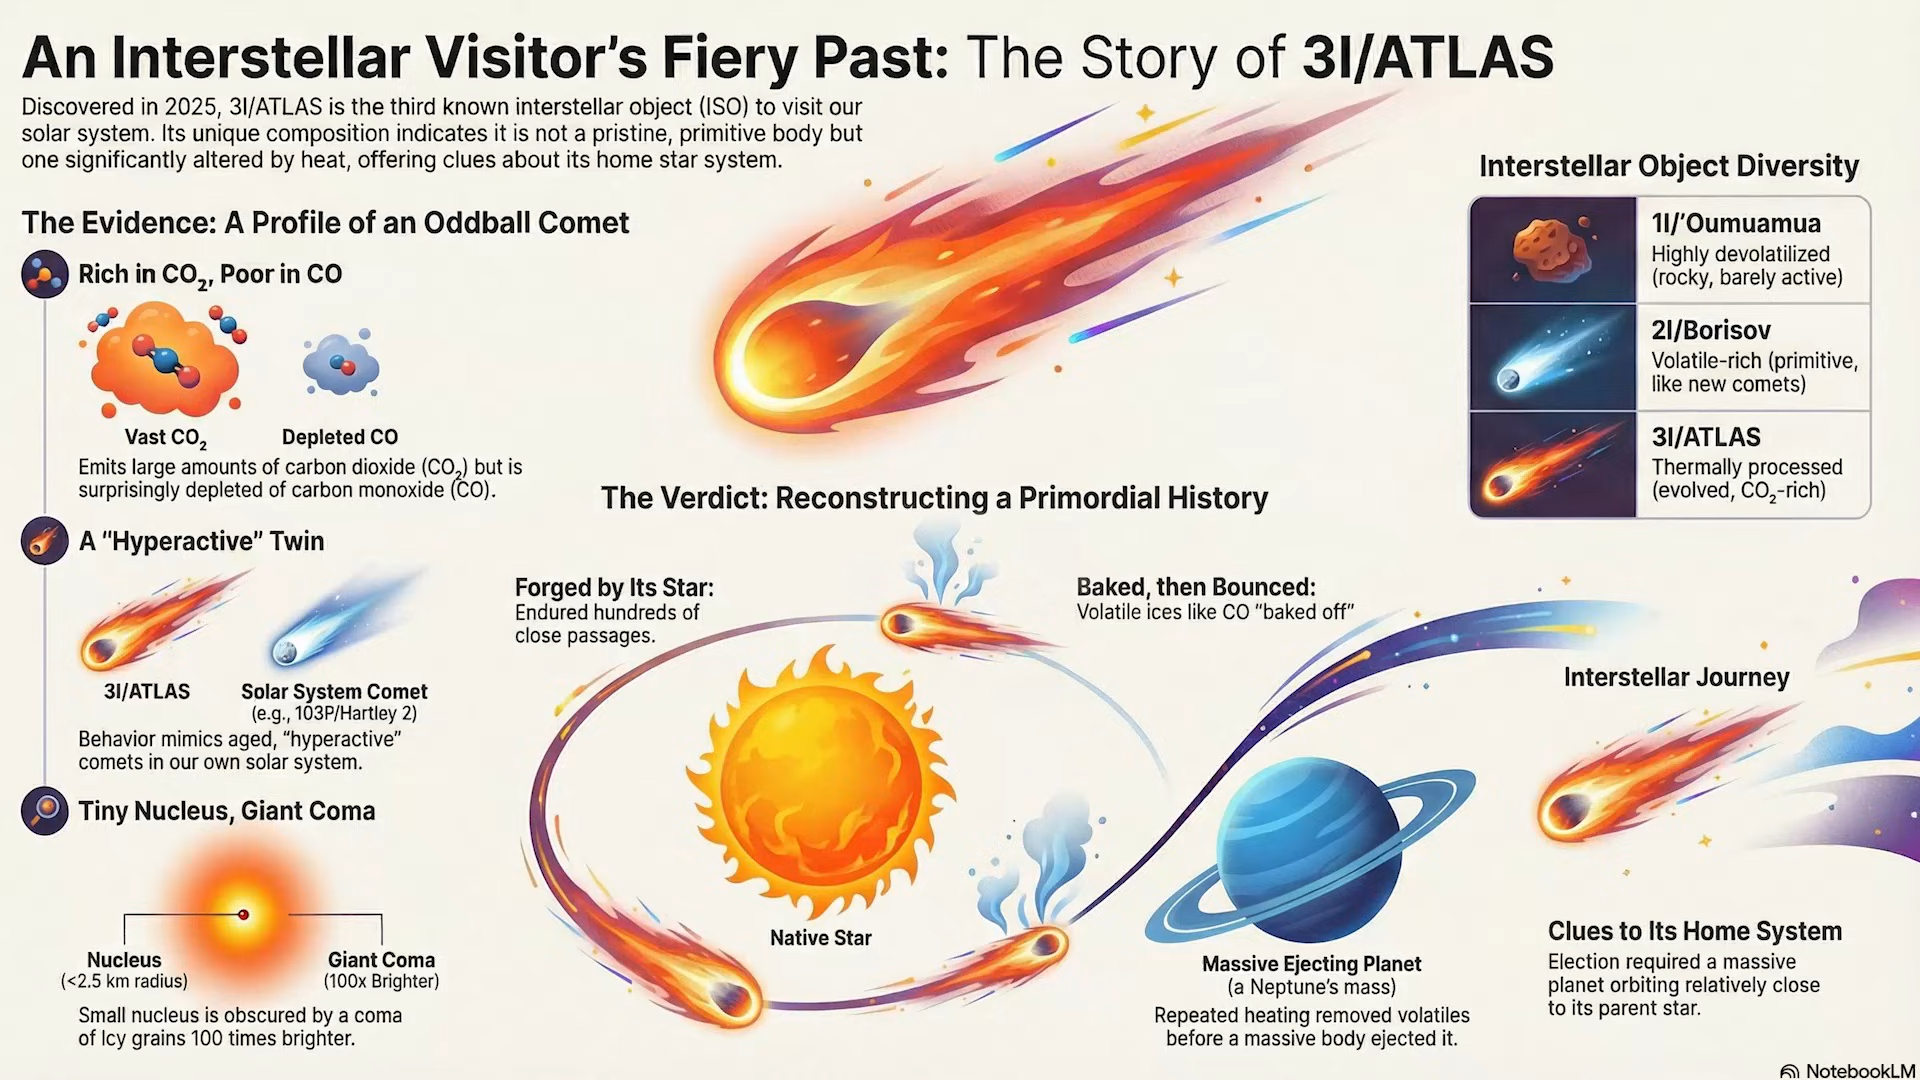 An Interstellar Visitor's Fiery Past: The Story of 3I/ATLAS
Discovered in 2025, 3I/ATLAS is the third known interstellar object (ISO) to visit our
solar system. Its unique composition indicates it is not a pristine, primitive body but
one significantly altered by heat, offering clues about its home star system.
The Evidence: A Profile of an Oddball Comet
Rich in CO₂, Poor in CO
Vast CO₂
Depleted CO
Emits large amounts of carbon dioxide (CO₂) but is
surprisingly depleted of carbon monoxide (CO).
A "Hyperactive" Twin
3I/ATLAS
Solar System Comet
(e.g., 103P/Hartley 2)
Behavior mimics aged, "hyperactive"
comets in our own solar system.
Tiny Nucleus, Giant Coma
Nucleus
(<2.5 km radius)
Giant Coma
(100x Brighter)
Small nucleus is obscured by a coma
of Icy grains 100 times brighter.
The Verdict: Reconstructing a Primordial History
Forged by Its Star:
Endured hundreds of
close passages.
Baked, then Bounced:
Volatile ices like CO "baked off"
Native Star
Massive Ejecting Planet
(a Neptune's mass)
Repeated heating removed volatiles
before a massive body ejected it.
Interstellar Object Diversity
1I/'Oumuamua
Highly devolatilized
(rocky, barely active)
2I/Borisov
Volatile-rich (primitive,
like new comets)
3I/ATLAS
Thermally processed
(evolved, CO₂-rich)
Interstellar Journey
Clues to Its Home System
Election required a massive
planet orbiting relatively close
to its parent star.
NotebookLM